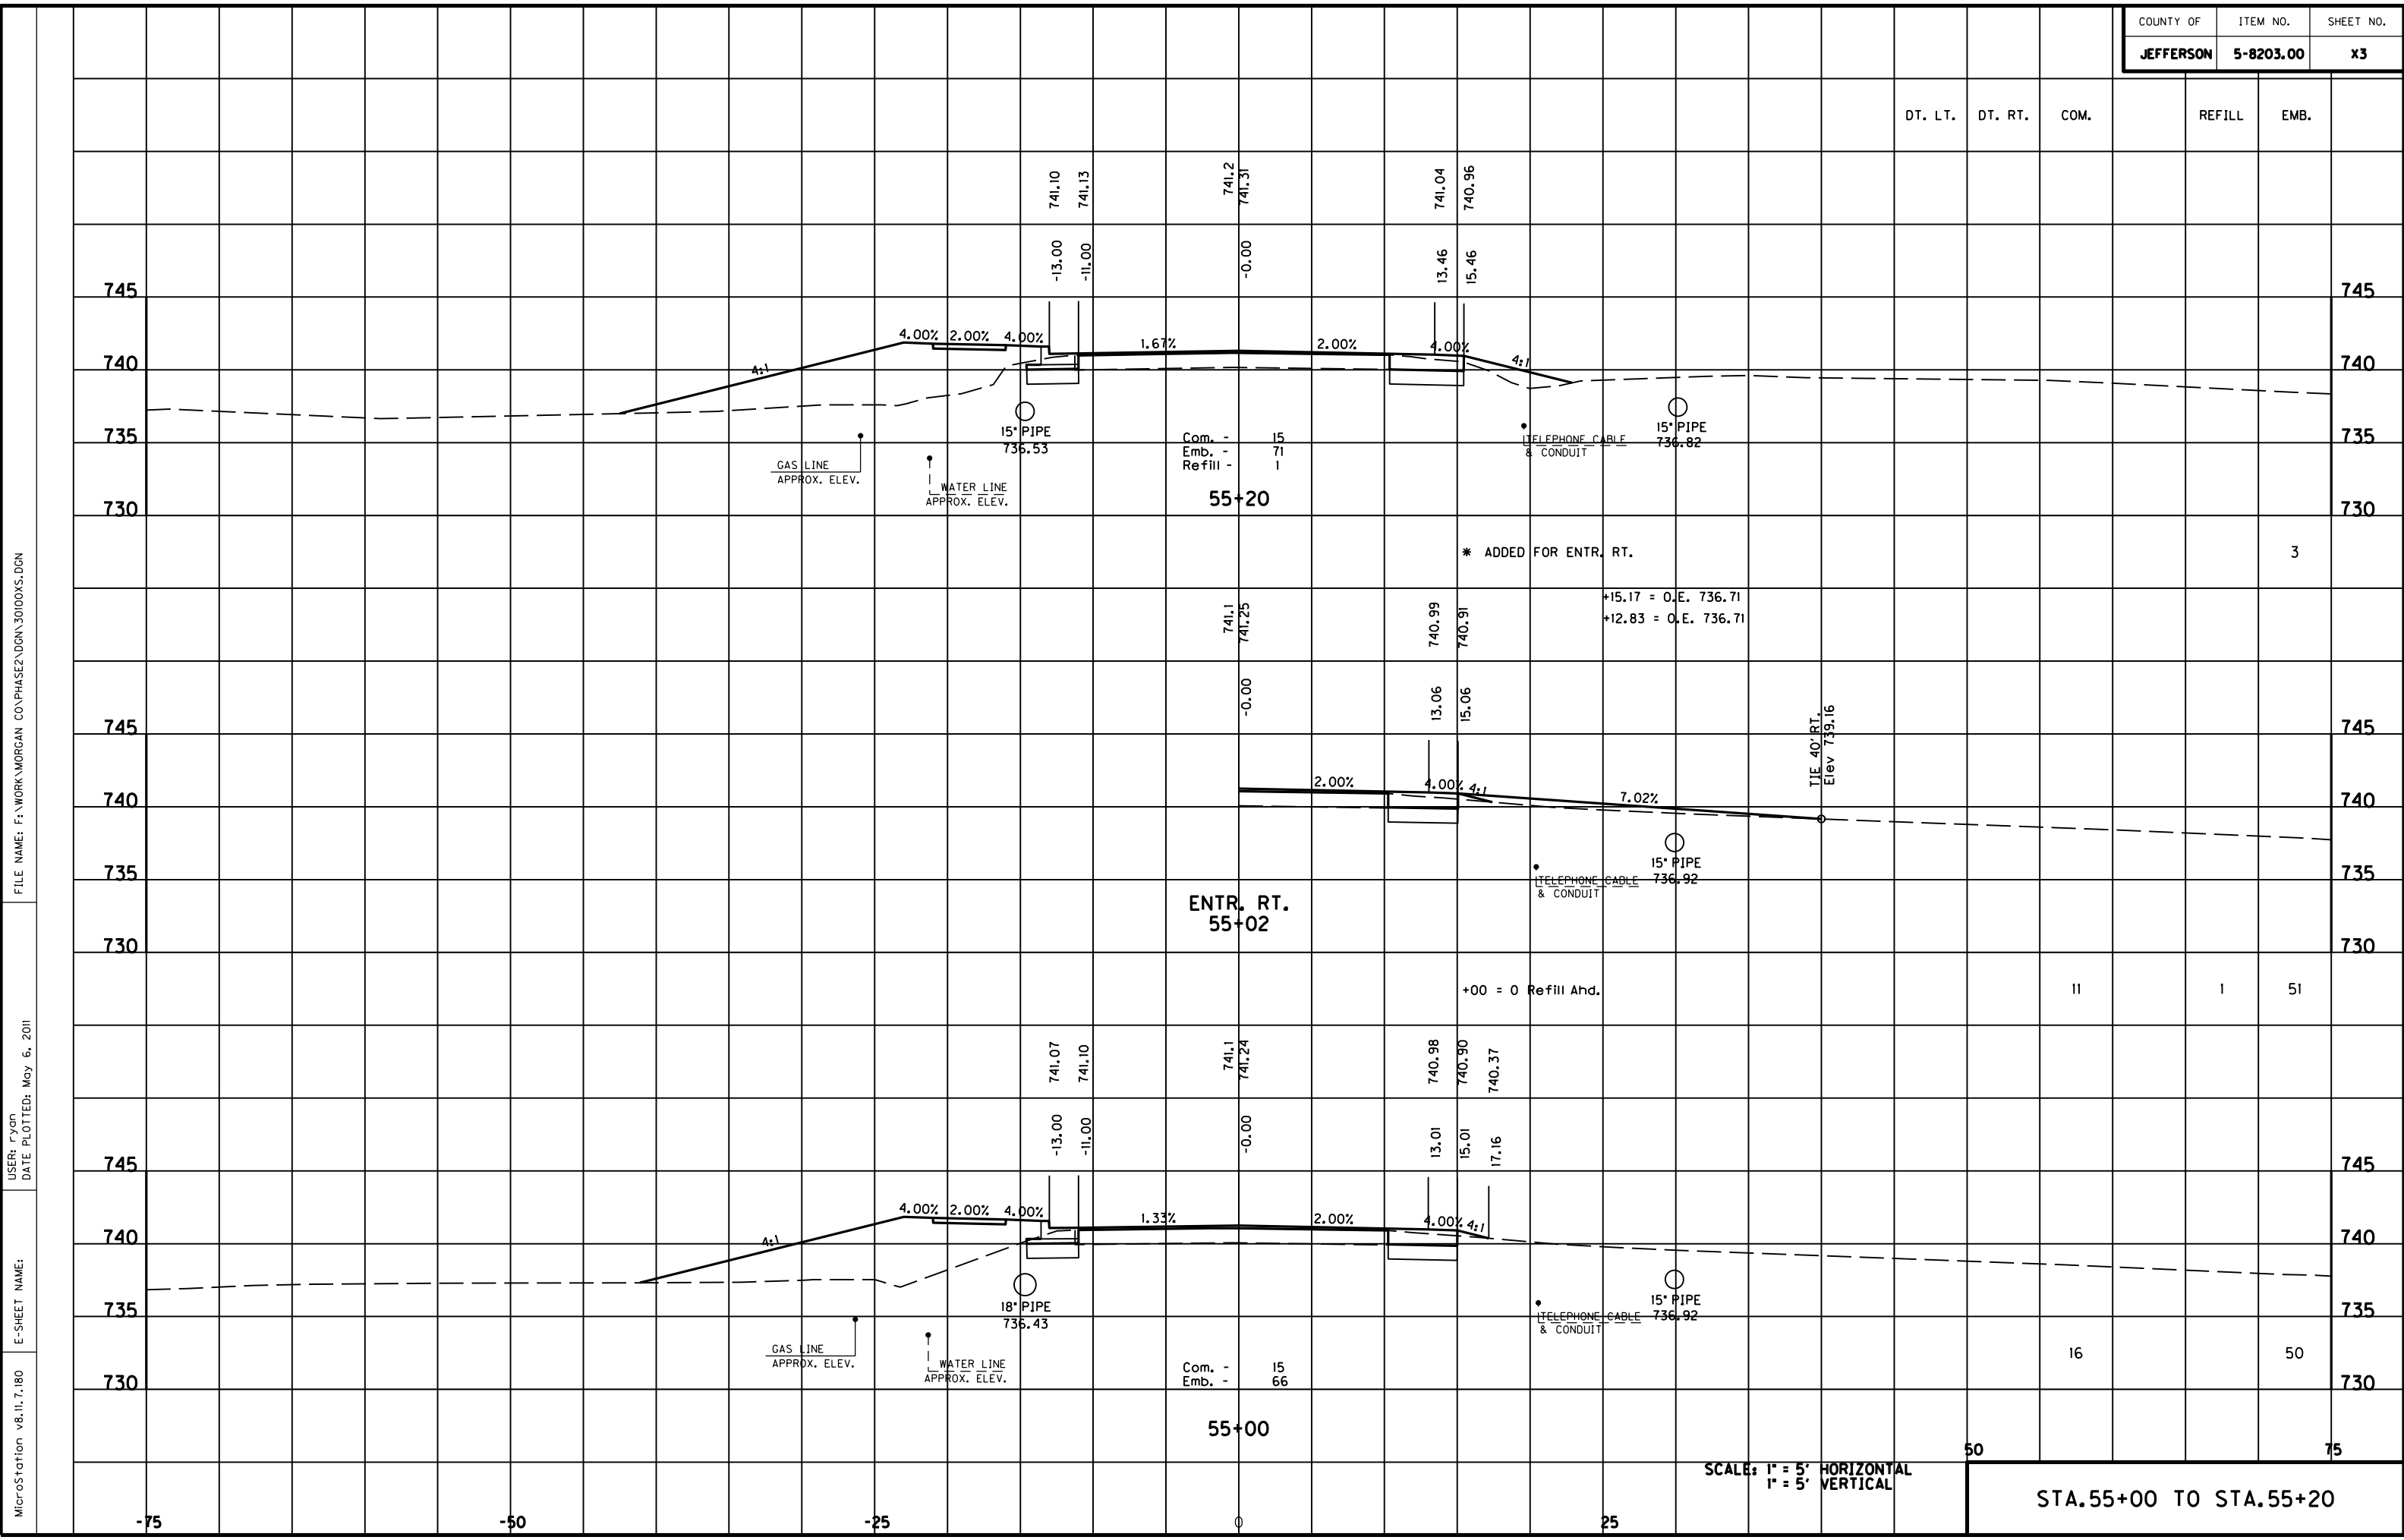 COUNTY OF ITEM NO. SHEET NO.
JEFFERSON 5-8203.00 X3
DT. LT. DT. RT. COM. REFILL EMB.
741.10 741.13 741.2 741.31 741.04 740.96
-13.00 -11.00 -0.00 13.46 15.46
745 745
4.00% 2.00% 4.00% 1.67% 2.00% 4.00% 4:1
740 4:1 740
15" PIPE
736.53
15" PIPE
736.82
735 735
TELEPHONE CABLE
& CONDUIT
Com. - 15
Emb. - 71
Refill - 1
GAS LINE
APPROX. ELEV.
WATER LINE
APPROX. ELEV.
55+20
730 730
* ADDED FOR ENTR. RT. 3
+15.17 = O.E. 736.71
+12.83 = O.E. 736.71
741.1 741.25 740.99 740.91
-0.00 13.06 15.06
TIE 40' RT.
Elev 739.16
745 745
2.00% 4.00% 4:1 7.02%
740 740
15" PIPE
736.92
735 735
TELEPHONE CABLE
& CONDUIT
ENTR. RT.
55+02
730 730
+00 = 0 Refill Ahd. 11 1 51
741.07 741.10 741.1 741.24 740.98 740.90 740.37
-13.00 -11.00 -0.00 13.01 15.01 17.16
745 745
4.00% 2.00% 4.00% 1.33% 2.00% 4.00% 4:1
740 4:1 740
18" PIPE
736.43
15" PIPE
736.92
735 735
TELEPHONE CABLE
& CONDUIT
GAS LINE
APPROX. ELEV.
WATER LINE
APPROX. ELEV.
16 50
Com. - 15
Emb. - 66
730 730
55+00
50 75
SCALE: 1" = 5' HORIZONTAL
1" = 5' VERTICAL
STA.55+00 TO STA.55+20
-75 -50 -25 0 25
FILE NAME: F:\WORK\MORGAN CO\PHASE2\DGN\30100XS.DGN
USER: ryan
DATE PLOTTED: May 6, 2011
E-SHEET NAME:
MicroStation v8.11.7.180